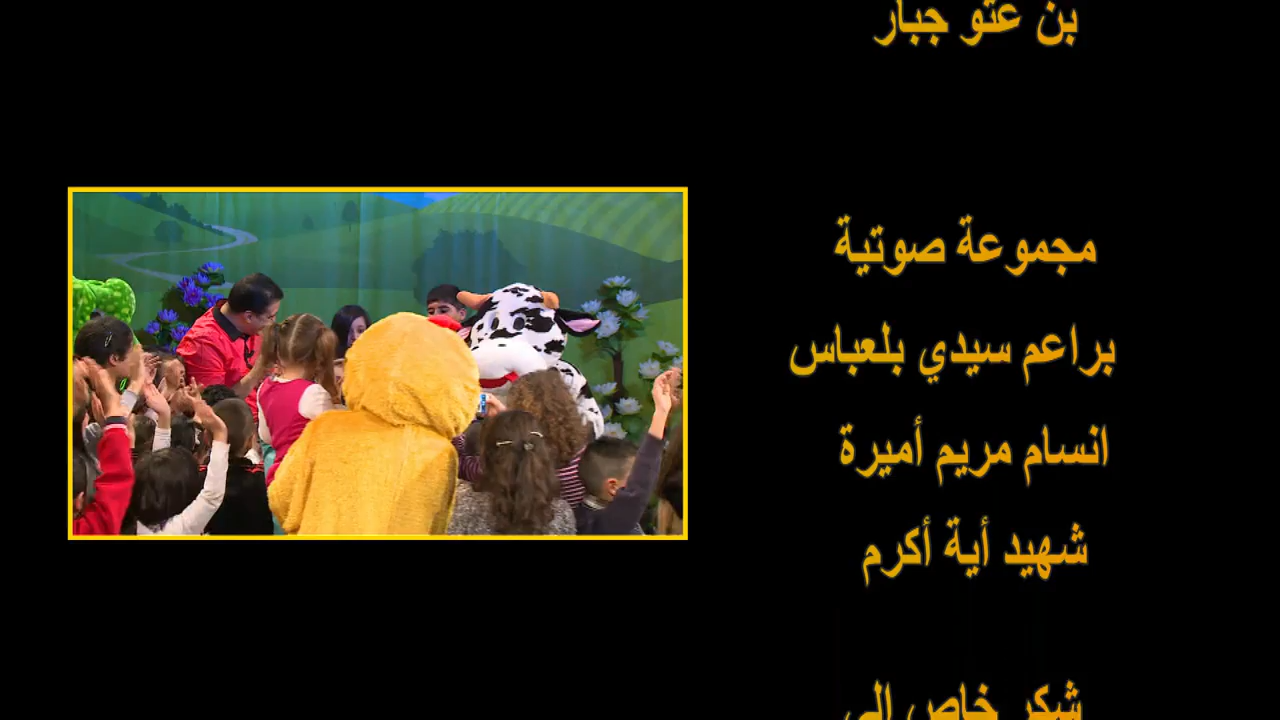 بن عتو جبار
مجموعة صوتية
براعم سيدي بلعباس
انسام مريم أميرة
شهيد أية أكرم
شكر خاص إلى